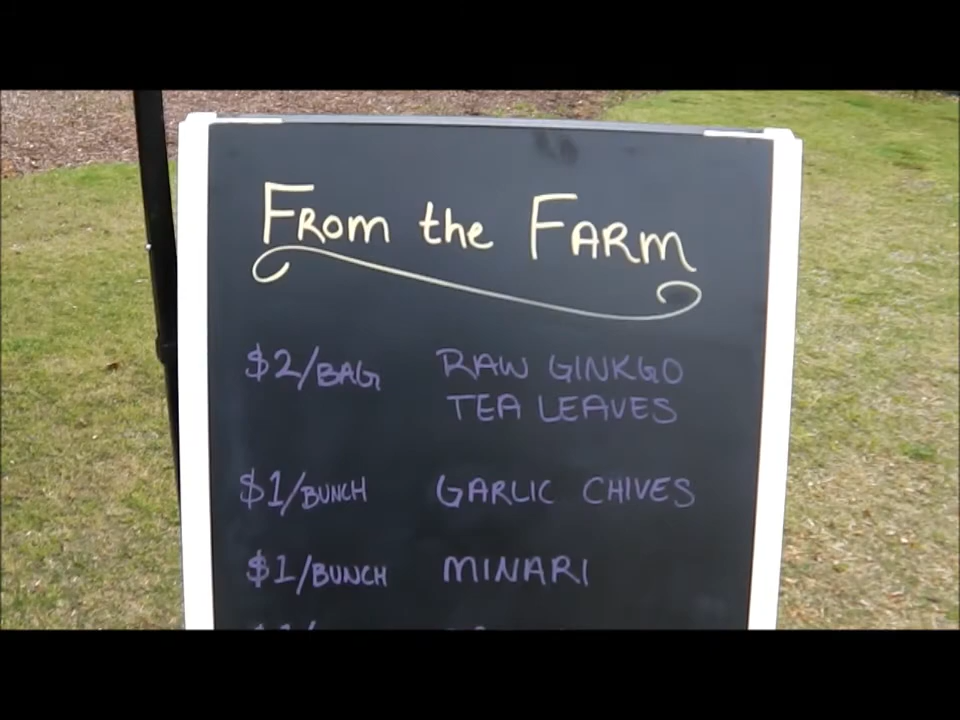 From the Farm
$2/BAG RAW GINKGO
TEA LEAVES
$1/BUNCH GARLIC CHIVES
$1/BUNCH MINARI